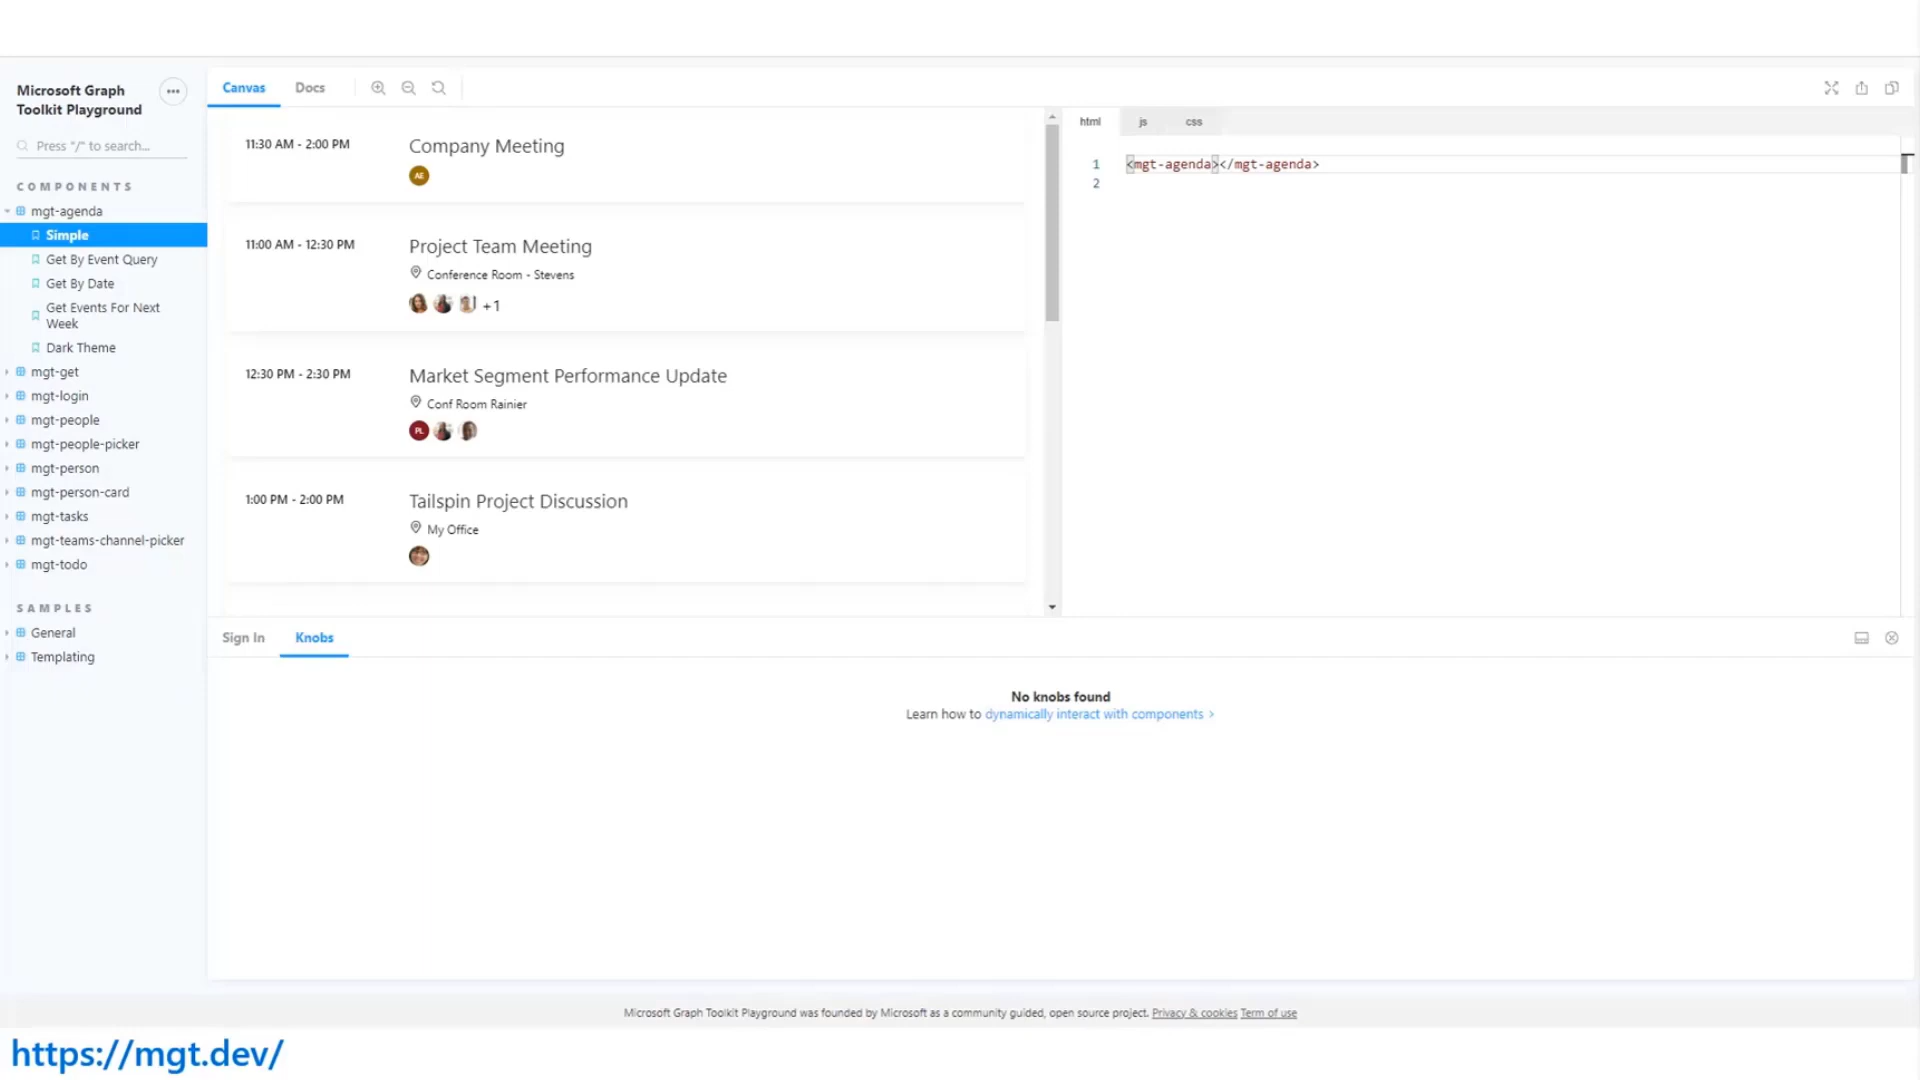 Microsoft Graph
Toolkit Playground
Press "/" to search...
COMPONENTS
mgt-agenda
Simple
Get By Event Query
Get By Date
Get Events For Next
Week
Dark Theme
mgt-get
mgt-login
mgt-people
mgt-people-picker
mgt-person
mgt-person-card
mgt-tasks
mgt-teams-channel-picker
mgt-todo
SAMPLES
General
Templating
Canvas
Docs
11:30 AM - 2:00 PM
Company Meeting
AE
11:00 AM - 12:30 PM
Project Team Meeting
Conference Room - Stevens
+1
12:30 PM - 2:30 PM
Market Segment Performance Update
Conf Room Rainier
PL
1:00 PM - 2:00 PM
Tailspin Project Discussion
My Office
html
js
css
1 <mgt-agenda></mgt-agenda>
2
Sign In
Knobs
No knobs found
Learn how to dynamically interact with components
Microsoft Graph Toolkit Playground was founded by Microsoft as a community guided, open source project. Privacy & cookies Term of use
https://mgt.dev/